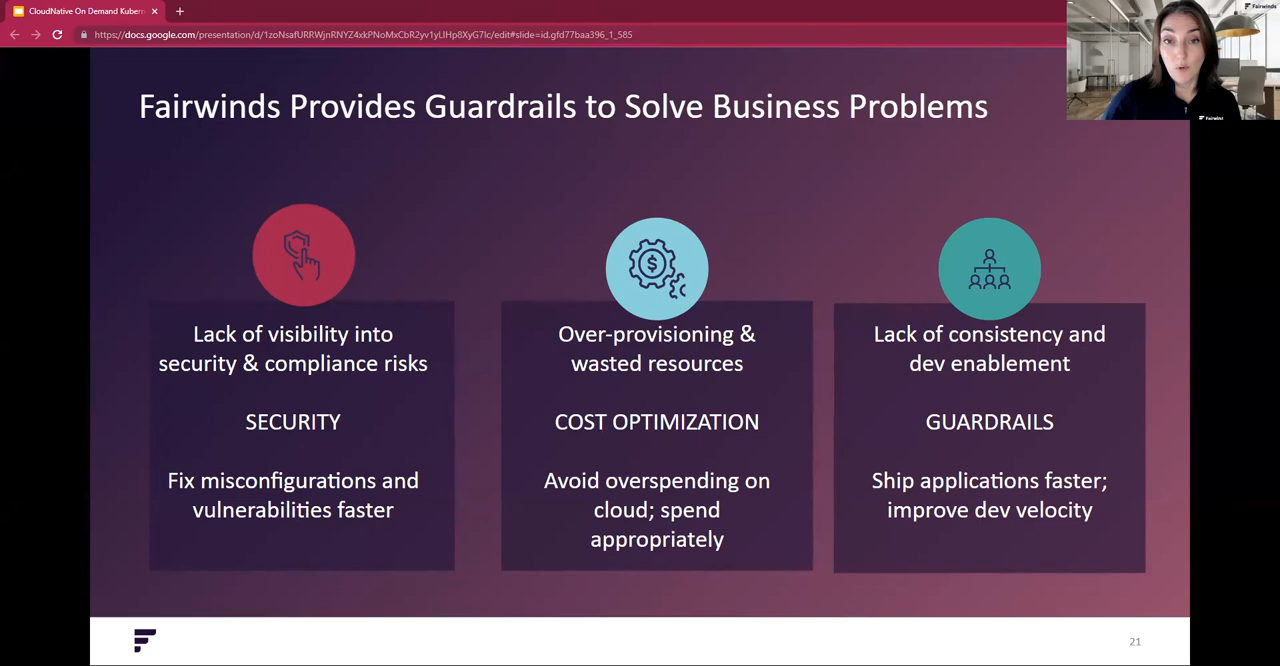 CloudNative On Demand Kubern
https://docs.google.com/presentation/d/1zoNsafURRWjnRNYZ4xkPNoMxCbR2yv1yLIHp8XyG7lc/edit#slide=id.gfd77baa396_1_585
Fairwinds
Fairwinds Provides Guardrails to Solve Business Problems
Lack of visibility into
security & compliance risks
SECURITY
Fix misconfigurations and
vulnerabilities faster
Over-provisioning &
wasted resources
COST OPTIMIZATION
Avoid overspending on
cloud; spend
appropriately
Lack of consistency and
dev enablement
GUARDRAILS
Ship applications faster;
improve dev velocity
21